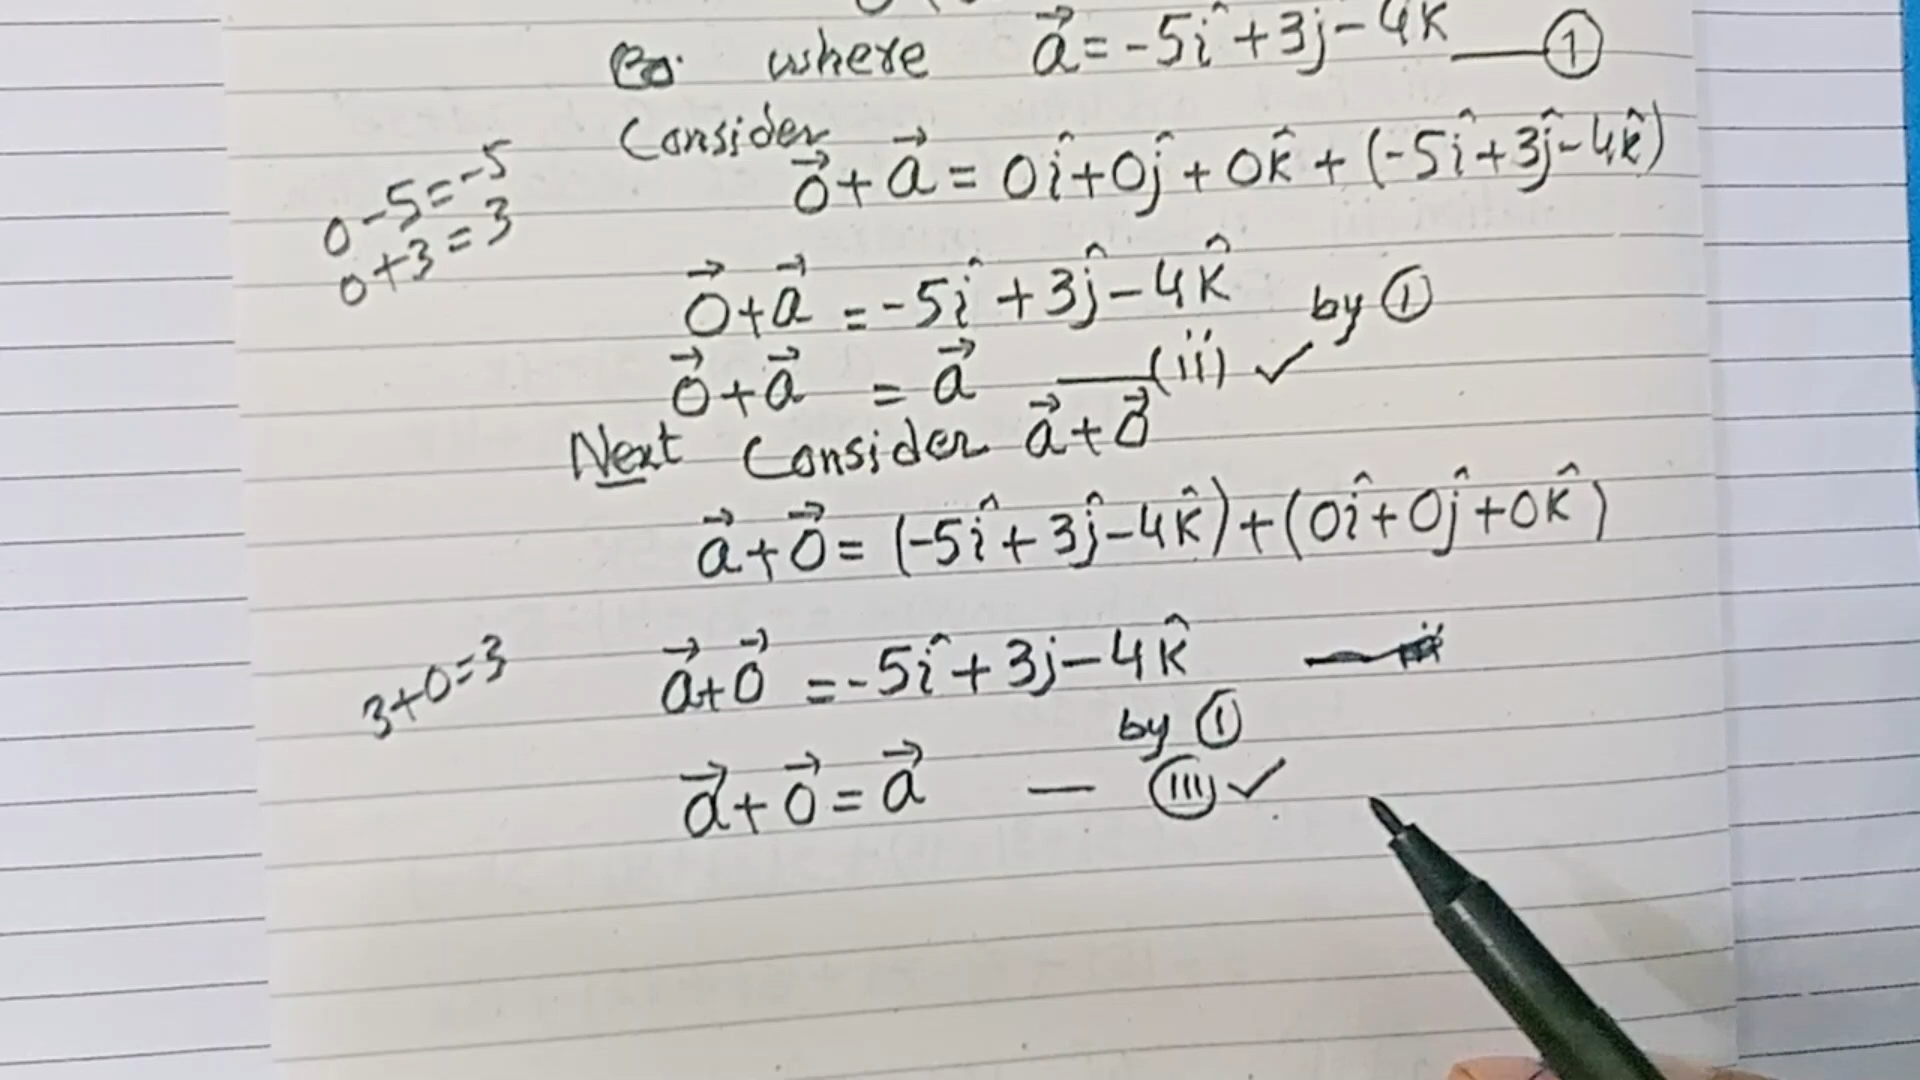 where a⃗ = -5î + 3j - 4k ——①
Consider
0⃗ + a⃗ = 0î + 0ĵ + 0k̂ + (-5î + 3ĵ - 4k̂)
0 - 5 = -5
0 + 3 = 3
0⃗ + a⃗ = -5î + 3ĵ - 4k̂ by ①
0⃗ + a⃗ = a⃗ ——(ii) ✓
Next Consider a⃗ + 0⃗
a⃗ + 0⃗ = (-5î + 3ĵ - 4k̂) + (0î + 0ĵ + 0k̂)
3 + 0 = 3
a⃗ + 0⃗ = -5î + 3j - 4k̂
by ①
a⃗ + 0⃗ = a⃗ — (iii) ✓